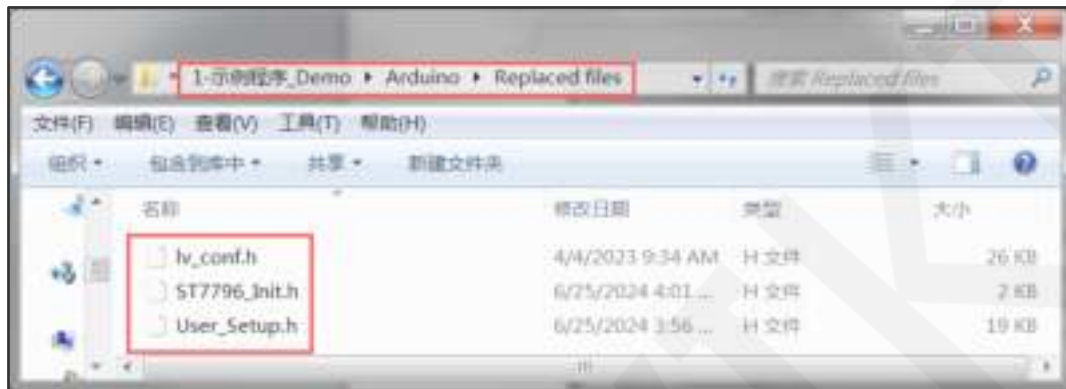 1-示例程序_Demo Arduino Replaced files 搜索 Replaced files
文件(F) 编辑(E) 查看(V) 工具(T) 帮助(H)
组织 包含到库中 共享 新建文件夹
名称 修改日期 类型 大小
lv_conf.h 4/4/2023 9:34 AM H 文件 26 KB
ST7796_Init.h 6/25/2024 4:01 ... H 文件 2 KB
User_Setup.h 6/25/2024 3:56 ... H 文件 19 KB